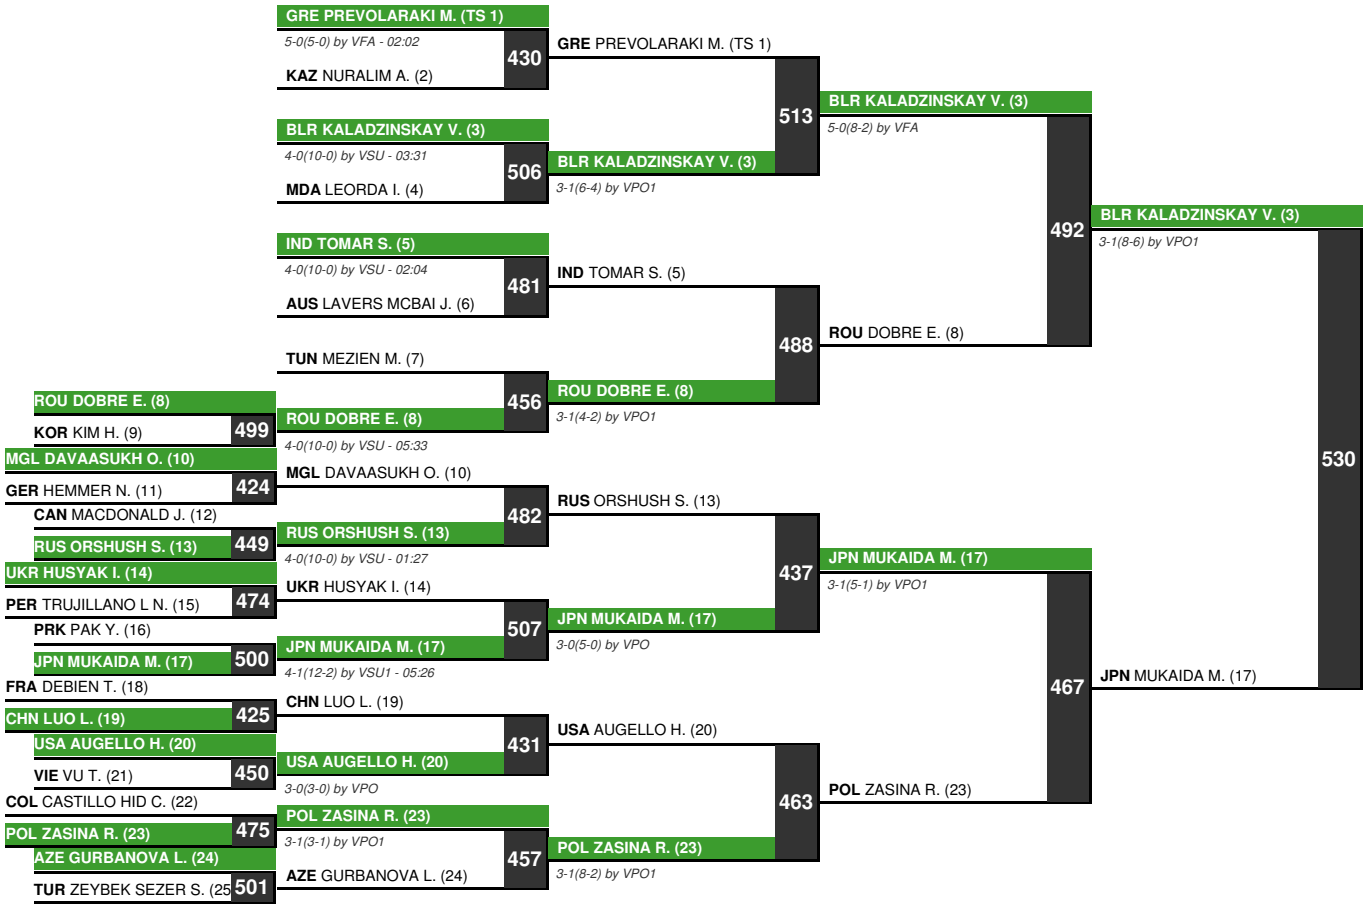 GRE PREVOLARAKI M. (TS 1)
5-0(5-0) by VFA - 02:02
KAZ NURALIM A. (2)
430
GRE PREVOLARAKI M. (TS 1)
BLR KALADZINSKAY V. (3)
4-0(10-0) by VSU - 03:31
MDA LEORDA I. (4)
506
BLR KALADZINSKAY V. (3)
3-1(6-4) by VPO1
513
BLR KALADZINSKAY V. (3)
5-0(8-2) by VFA
IND TOMAR S. (5)
4-0(10-0) by VSU - 02:04
AUS LAVERS MCBAI J. (6)
481
IND TOMAR S. (5)
TUN MEZIEN M. (7)
ROU DOBRE E. (8)
KOR KIM H. (9)
499
ROU DOBRE E. (8)
4-0(10-0) by VSU - 05:33
456
ROU DOBRE E. (8)
3-1(4-2) by VPO1
488
ROU DOBRE E. (8)
492
BLR KALADZINSKAY V. (3)
3-1(8-6) by VPO1
MGL DAVAASUKH O. (10)
GER HEMMER N. (11)
424
MGL DAVAASUKH O. (10)
CAN MACDONALD J. (12)
RUS ORSHUSH S. (13)
449
RUS ORSHUSH S. (13)
4-0(10-0) by VSU - 01:27
482
RUS ORSHUSH S. (13)
UKR HUSYAK I. (14)
PER TRUJILLANO L N. (15)
474
UKR HUSYAK I. (14)
PRK PAK Y. (16)
JPN MUKAIDA M. (17)
500
JPN MUKAIDA M. (17)
4-1(12-2) by VSU1 - 05:26
507
JPN MUKAIDA M. (17)
3-0(5-0) by VPO
437
JPN MUKAIDA M. (17)
3-1(5-1) by VPO1
FRA DEBIEN T. (18)
CHN LUO L. (19)
425
CHN LUO L. (19)
USA AUGELLO H. (20)
VIE VU T. (21)
450
USA AUGELLO H. (20)
3-0(3-0) by VPO
431
USA AUGELLO H. (20)
COL CASTILLO HID C. (22)
POL ZASINA R. (23)
475
POL ZASINA R. (23)
3-1(3-1) by VPO1
AZE GURBANOVA L. (24)
TUR ZEYBEK SEZER S. (25
501
AZE GURBANOVA L. (24)
457
POL ZASINA R. (23)
3-1(8-2) by VPO1
463
POL ZASINA R. (23)
467
JPN MUKAIDA M. (17)
530